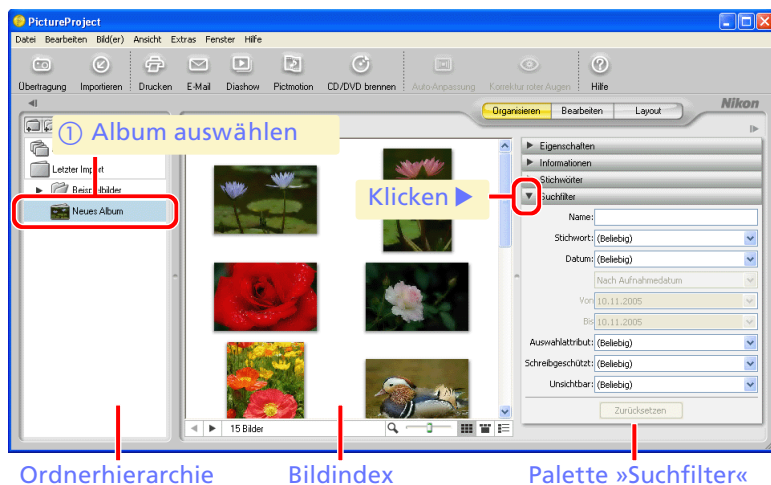 PictureProject
Datei Bearbeiten Bild(er) Ansicht Extras Fenster Hilfe
Übertragung Importieren Drucken E-Mail Diashow Pictmotion CD/DVD brennen Auto-Anpassung Korrektur roter Augen Hilfe
Organisieren Bearbeiten Layout
Nikon
① Album auswählen
Letzter Import
Beispielbilder
Neues Album
Klicken ▶
Eigenschaften
Informationen
Stichwörter
Suchfilter
Name:
Stichwort: (Beliebig)
Datum: (Beliebig)
Nach Aufnahmedatum
Von 10.11.2005
Bis 10.11.2005
Auswahlattribut: (Beliebig)
Schreibgeschützt: (Beliebig)
Unsichtbar: (Beliebig)
Zurücksetzen
15 Bilder
Ordnerhierarchie Bildindex Palette »Suchfilter«